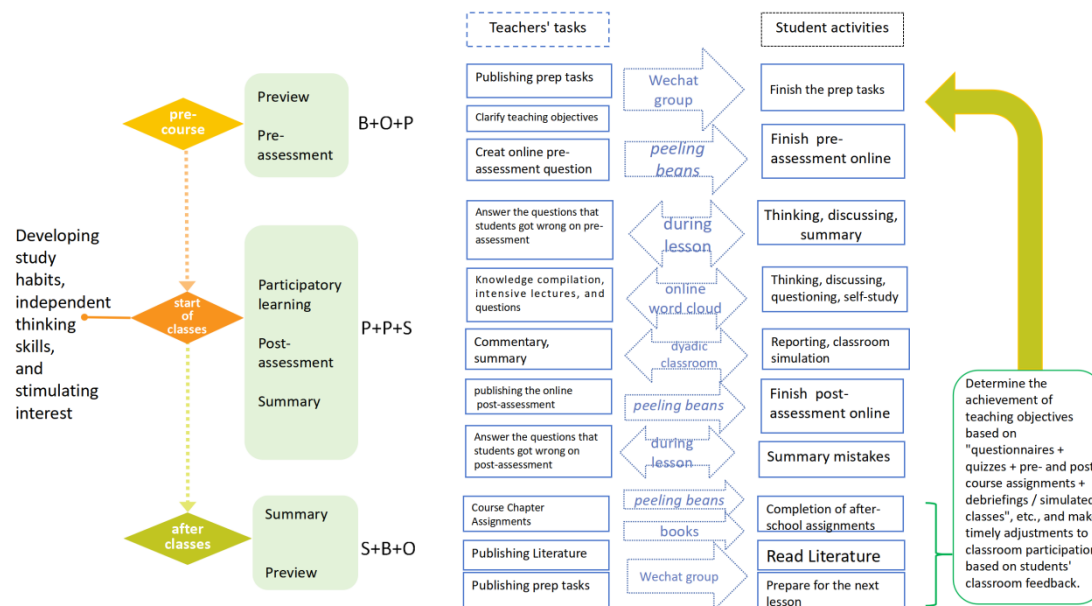 Teachers' tasks
Student activities
pre-
course
Preview
Pre-
assessment
B+O+P
Publishing prep tasks
Wechat
group
Finish the prep tasks
Clarify teaching objectives
Creat online pre-
assessment question
peeling
beans
Finish pre-
assessment online
Developing
study
habits,
independent
thinking
skills,
and
stimulating
interest
start
of
classes
Participatory
learning
Post-
assessment
Summary
P+P+S
Answer the questions that
students got wrong on pre-
assessment
during
lesson
Thinking, discussing,
summary
Knowledge compilation,
intensive lectures, and
questions
online
word cloud
Thinking, discussing,
questioning, self-study
Commentary,
summary
dyadic
classroom
Reporting, classroom
simulation
publishing the online
post-assessment
peeling beans
Finish post-
assessment online
Answer the questions that
students got wrong on
post-assessment
during
lesson
Summary mistakes
after
classes
Summary
Preview
S+B+O
Course Chapter
Assignments
peeling beans
books
Completion of after-
school assignments
Publishing Literature
Read Literature
Publishing prep tasks
Wechat group
Prepare for the next
lesson
Determine the
achievement of
teaching objectives
based on
"questionnaires +
quizzes + pre- and post
course assignments +
debriefings / simulated
classes", etc., and mak
timely adjustments to
classroom participation
based on students'
classroom feedback.